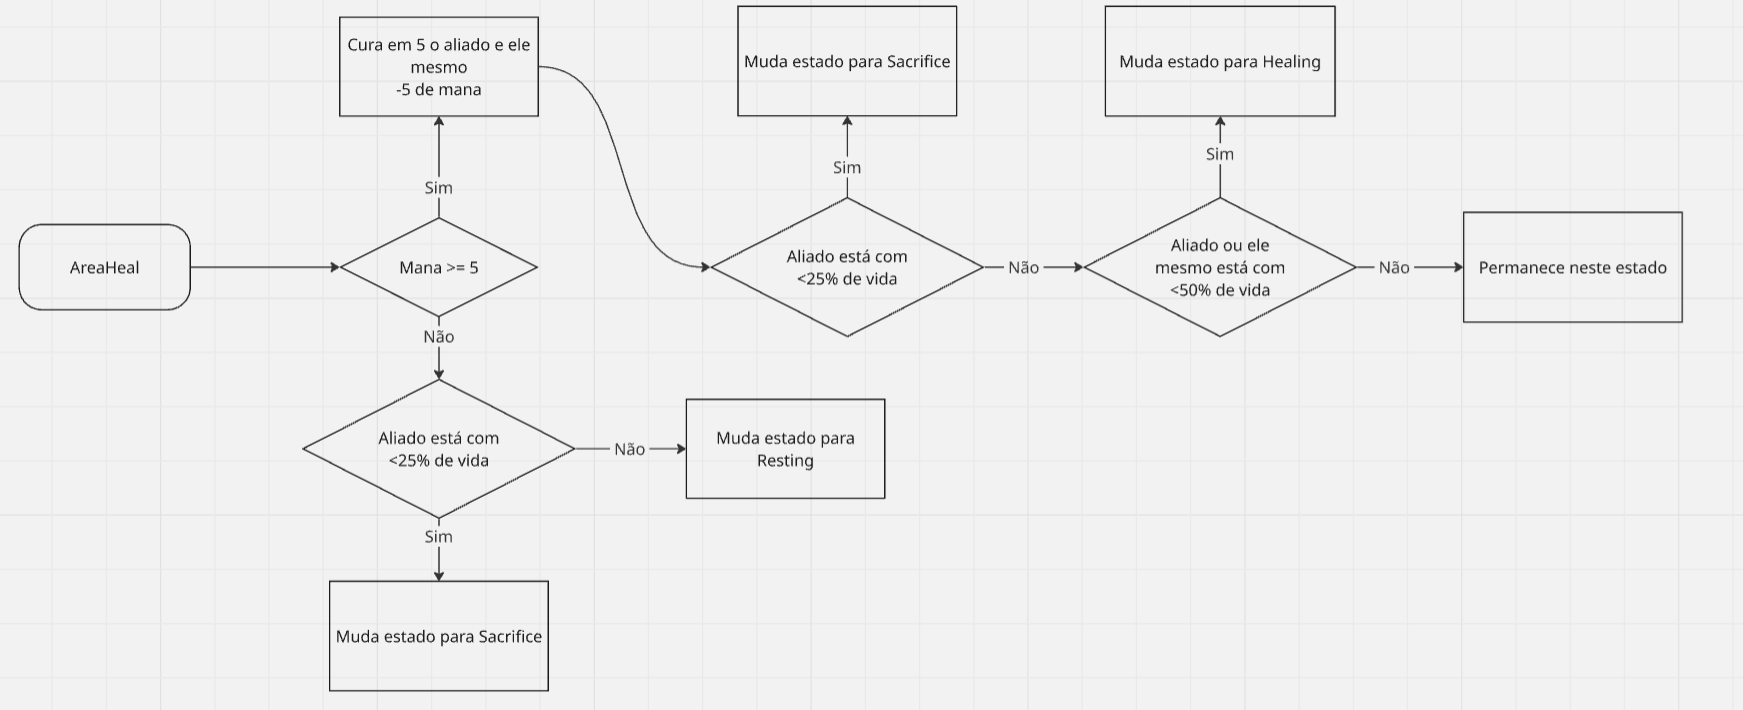 Cura em 5 o aliado e ele
mesmo
-5 de mana
Muda estado para Sacrifice
Muda estado para Healing
Sim
Sim
Sim
AreaHeal
Mana >= 5
Aliado está com
<25% de vida
Não
Aliado ou ele
mesmo está com
<50% de vida
Não
Permanece neste estado
Não
Aliado está com
<25% de vida
Não
Muda estado para
Resting
Sim
Muda estado para Sacrifice